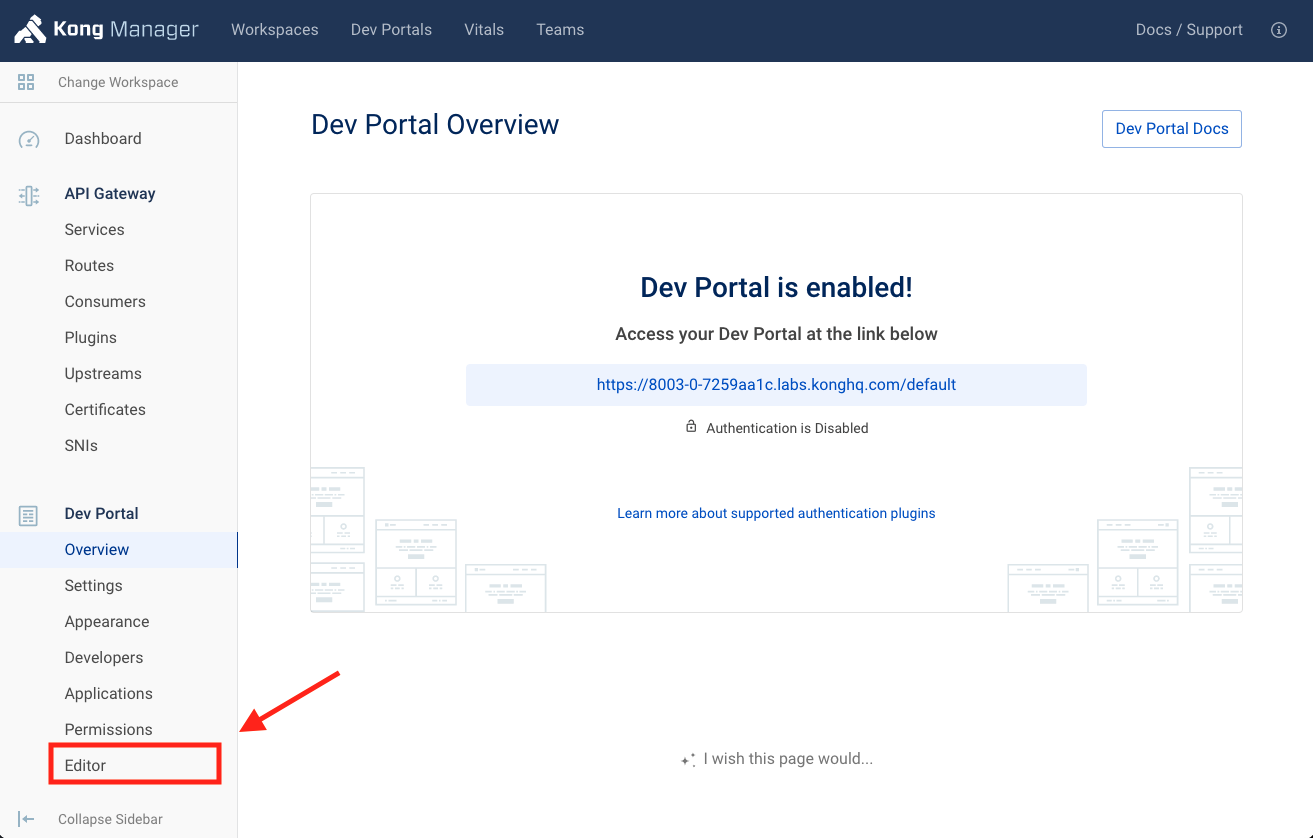 Kong Manager Workspaces Dev Portals Vitals Teams Docs / Support
Change Workspace
Dashboard
API Gateway
Services
Routes
Consumers
Plugins
Upstreams
Certificates
SNIs
Dev Portal
Overview
Settings
Appearance
Developers
Applications
Permissions
Editor
Collapse Sidebar
Dev Portal Overview
Dev Portal Docs
Dev Portal is enabled!
Access your Dev Portal at the link below
https://8003-0-7259aa1c.labs.konghq.com/default
Authentication is Disabled
Learn more about supported authentication plugins
I wish this page would...